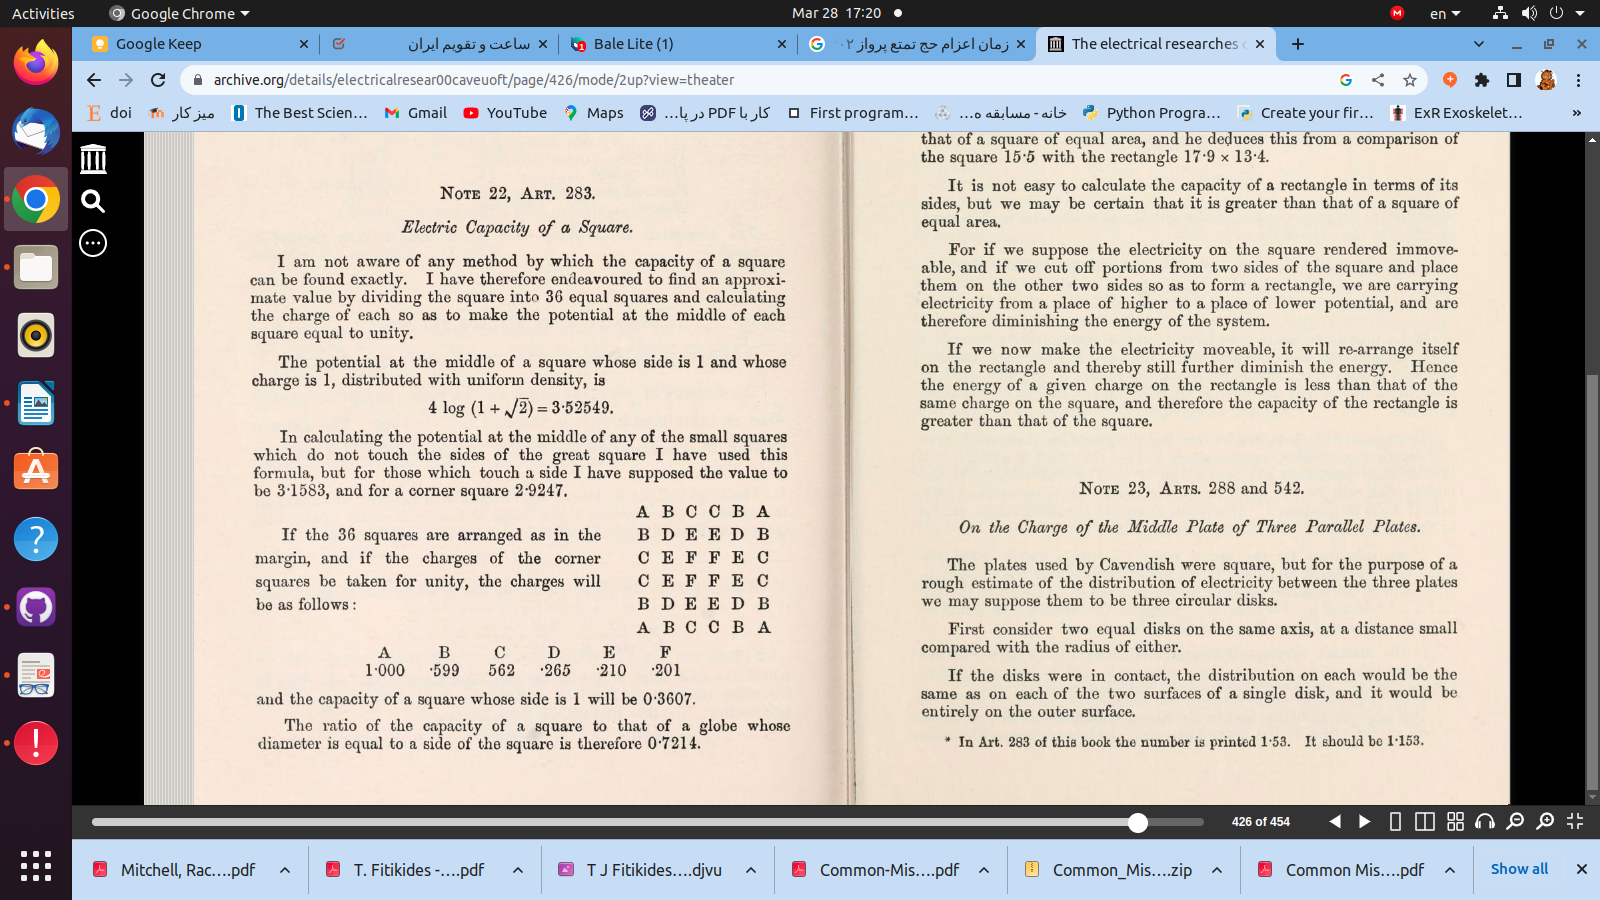 Activities
Google Chrome
Mar 28 17:20
M
en
Google Keep
ساعت و تقویم ایران
Bale Lite (1)
زمان اعزام حج تمتع پرواز ۰۲
The electrical researches
archive.org/details/electricalresear00caveuoft/page/426/mode/2up?view=theater
doi
میز کار
The Best Scien...
Gmail
YouTube
Maps
کار با PDF در پا...
First program...
خانه - مسابقه ه...
Python Progra...
Create your fir...
ExR Exoskelet...
»
NOTE 22, ART. 283.
Electric Capacity of a Square.
I am not aware of any method by which the capacity of a square
can be found exactly. I have therefore endeavoured to find an approxi-
mate value by dividing the square into 36 equal squares and calculating
the charge of each so as to make the potential at the middle of each
square equal to unity.
The potential at the middle of a square whose side is 1 and whose
charge is 1, distributed with uniform density, is
4 log (1 + √2) = 3·52549.
In calculating the potential at the middle of any of the small squares
which do not touch the sides of the great square I have used this
formula, but for those which touch a side I have supposed the value to
be 3·1583, and for a corner square 2·9247.
If the 36 squares are arranged as in the
margin, and if the charges of the corner
squares be taken for unity, the charges will
be as follows:
A B C C B A
B D E E D B
C E F F E C
C E F F E C
B D E E D B
A B C C B A
A B C D E F
1·000 ·599 562 ·265 ·210 ·201
and the capacity of a square whose side is 1 will be 0·3607.
The ratio of the capacity of a square to that of a globe whose
diameter is equal to a side of the square is therefore 0·7214.
that of a square of equal area, and he deduces this from a comparison of
the square 15·5 with the rectangle 17·9 × 13·4.
It is not easy to calculate the capacity of a rectangle in terms of its
sides, but we may be certain that it is greater than that of a square of
equal area.
For if we suppose the electricity on the square rendered immove-
able, and if we cut off portions from two sides of the square and place
them on the other two sides so as to form a rectangle, we are carrying
electricity from a place of higher to a place of lower potential, and are
therefore diminishing the energy of the system.
If we now make the electricity moveable, it will re-arrange itself
on the rectangle and thereby still further diminish the energy. Hence
the energy of a given charge on the rectangle is less than that of the
same charge on the square, and therefore the capacity of the rectangle is
greater than that of the square.
NOTE 23, ARTS. 288 and 542.
On the Charge of the Middle Plate of Three Parallel Plates.
The plates used by Cavendish were square, but for the purpose of a
rough estimate of the distribution of electricity between the three plates
we may suppose them to be three circular disks.
First consider two equal disks on the same axis, at a distance small
compared with the radius of either.
If the disks were in contact, the distribution on each would be the
same as on each of the two surfaces of a single disk, and it would be
entirely on the outer surface.
* In Art. 283 of this book the number is printed 1·53. It should be 1·153.
426 of 454
Mitchell, Rac....pdf
T. Fitikides -....pdf
T J Fitikides....djvu
Common-Mis....pdf
Common_Mis....zip
Common Mis....pdf
Show all